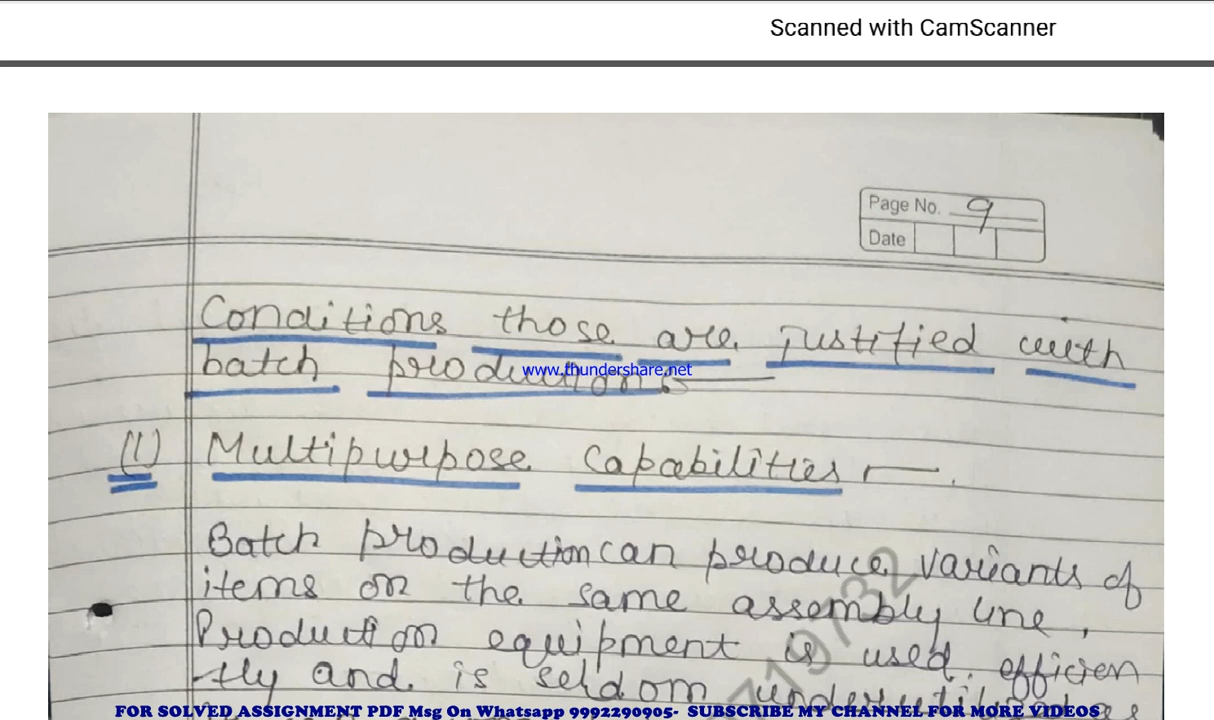 Scanned with CamScanner
Page No. 9
Date
Conditions those are justified with
batch production :-
www.thundershare.net
(1) Multipurpose Capabilities :-
Batch production can produce variants of
items on the same assembly line,
Production equipment is used efficien
-tly and is seldom
FOR SOLVED ASSIGNMENT PDF Msg On Whatsapp 9992290905- SUBSCRIBE MY CHANNEL FOR MORE VIDEOS